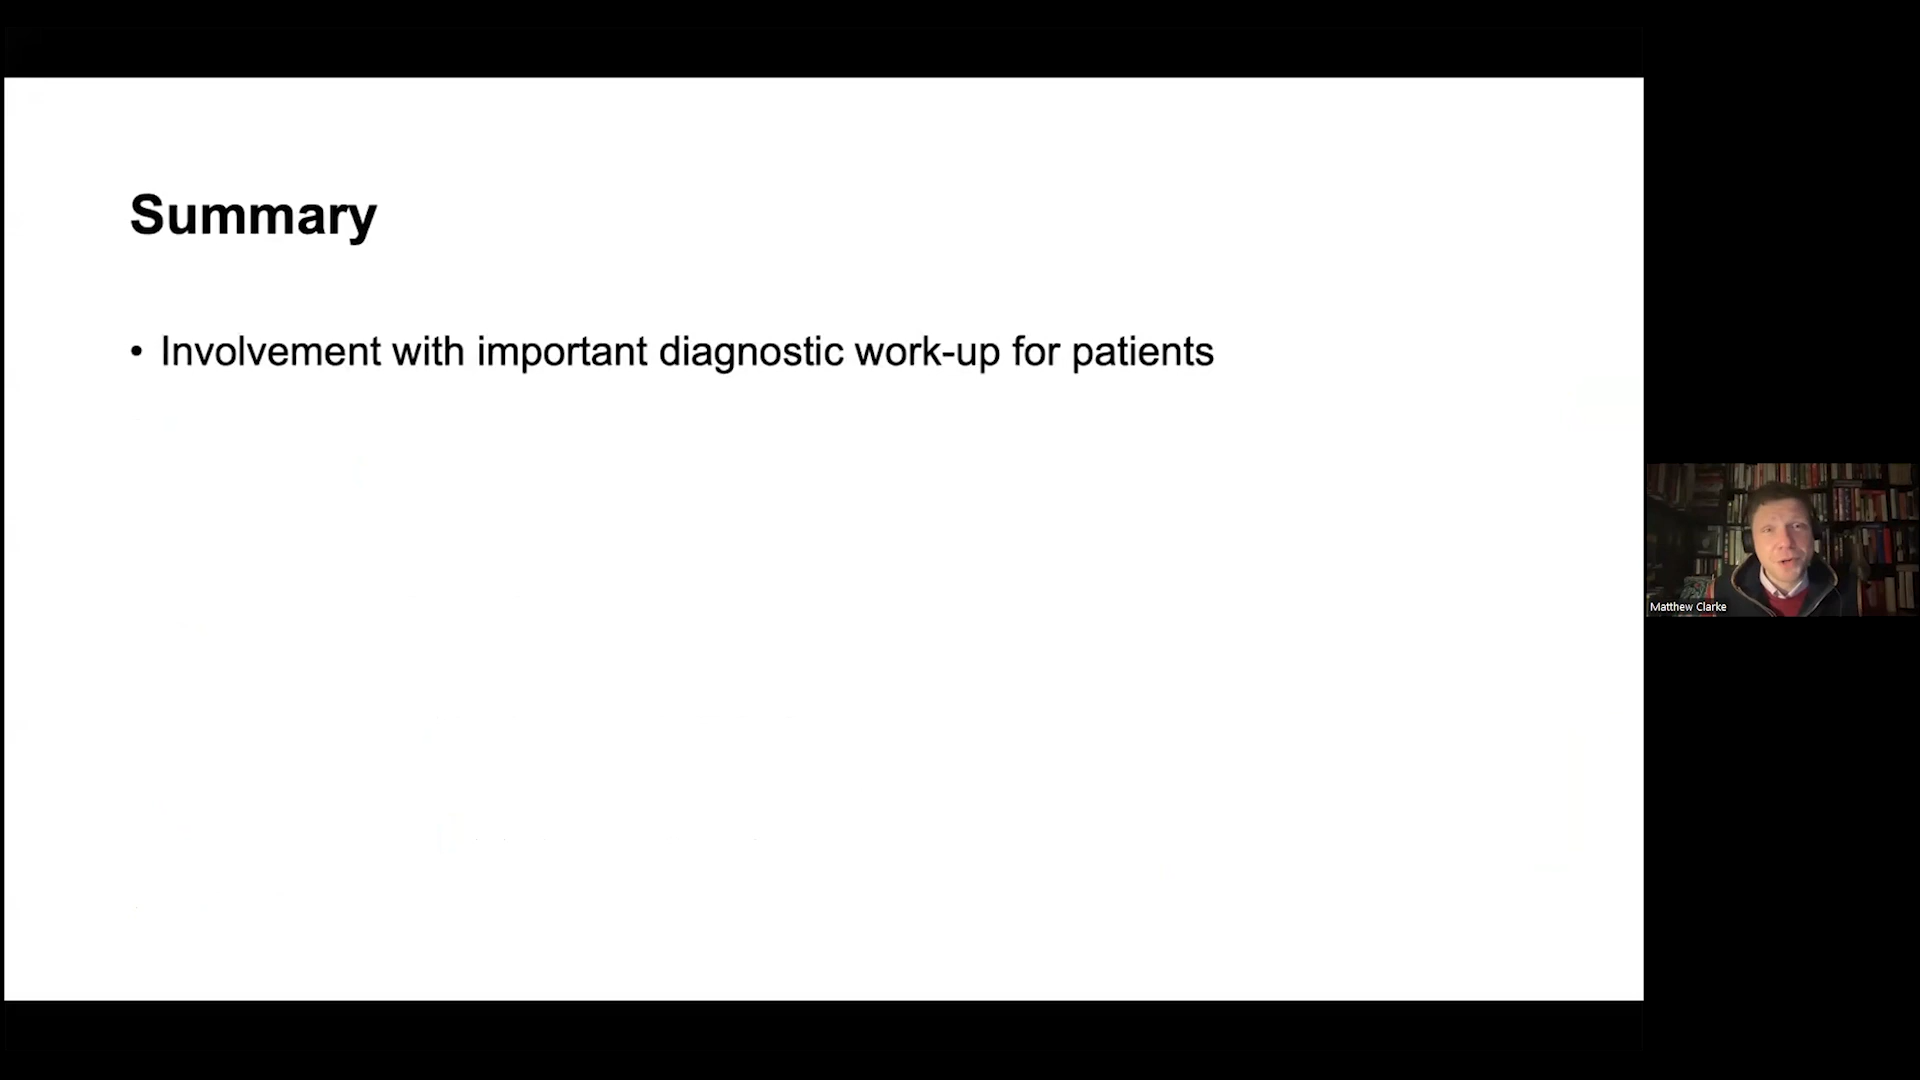 Summary
• Involvement with important diagnostic work-up for patients
Matthew Clarke